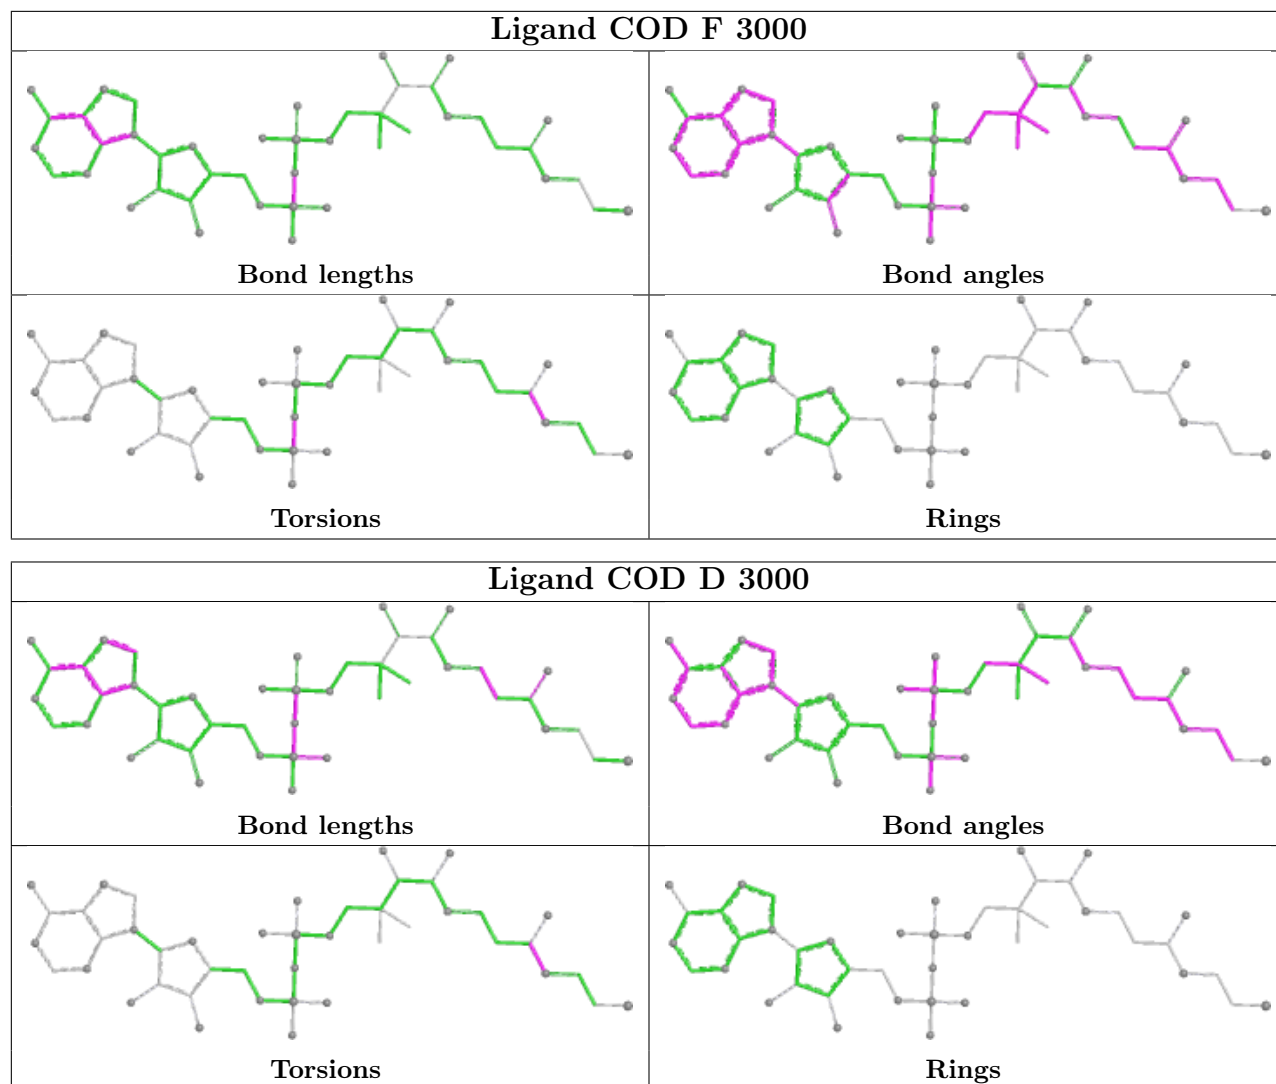 Ligand COD F 3000
Bond lengths
Bond angles
Torsions
Rings
Ligand COD D 3000
Bond lengths
Bond angles
Torsions
Rings